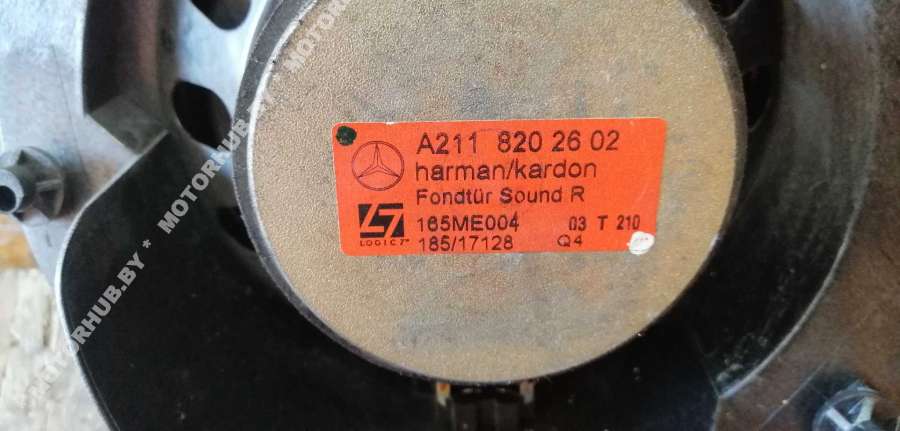 A211 820 26 02
harman/kardon
Fondtür Sound R
165ME004 03 T 210
LOGIC7
185/17128 Q4
MOTORHUB.BY * MOTORHUB.BY * MOTORHUB